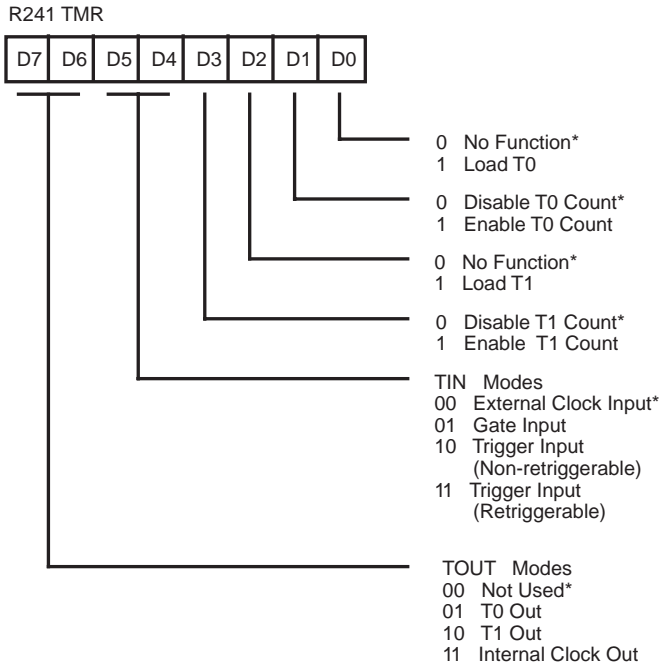 R241 TMR
D7 D6 D5 D4 D3 D2 D1 D0
0 No Function*
1 Load T0
0 Disable T0 Count*
1 Enable T0 Count
0 No Function*
1 Load T1
0 Disable T1 Count*
1 Enable T1 Count
TIN Modes
00 External Clock Input*
01 Gate Input
10 Trigger Input
(Non-retriggerable)
11 Trigger Input
(Retriggerable)
TOUT Modes
00 Not Used*
01 T0 Out
10 T1 Out
11 Internal Clock Out